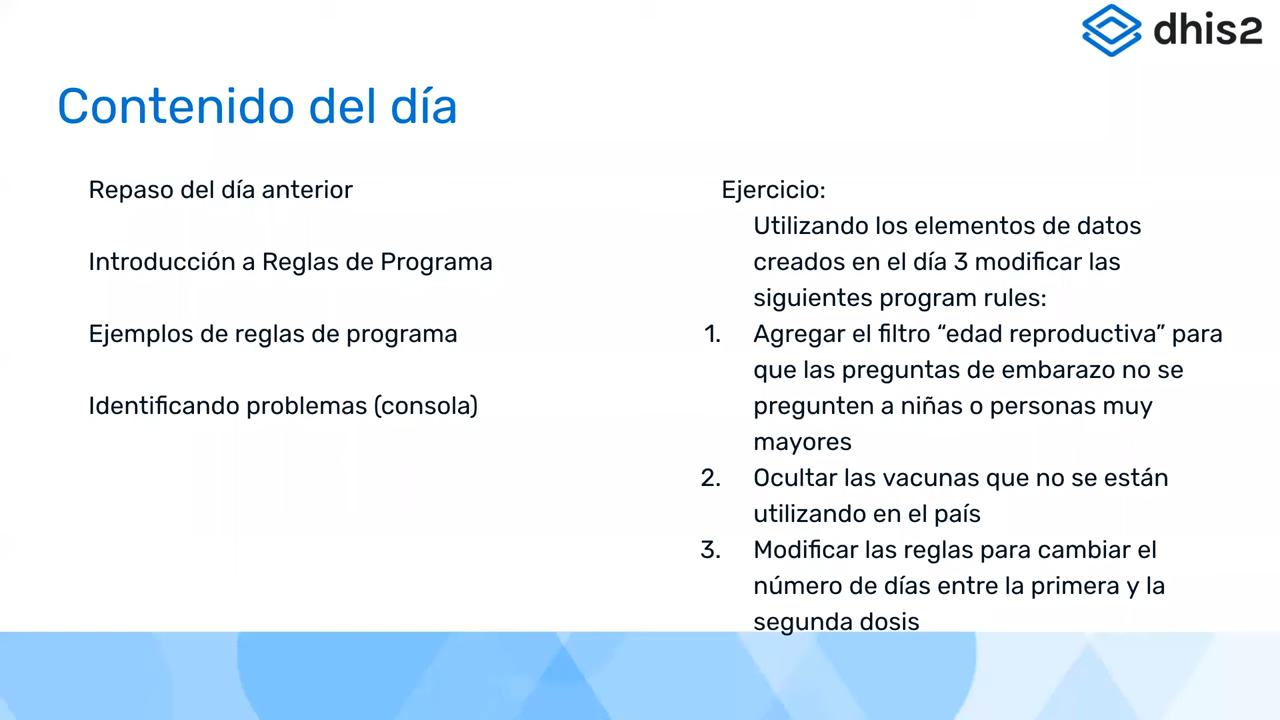 dhis2
Contenido del día
Repaso del día anterior
Introducción a Reglas de Programa
Ejemplos de reglas de programa
Identificando problemas (consola)
Ejercicio:
Utilizando los elementos de datos
creados en el día 3 modificar las
siguientes program rules:
1. Agregar el filtro “edad reproductiva” para
que las preguntas de embarazo no se
pregunten a niñas o personas muy
mayores
2. Ocultar las vacunas que no se están
utilizando en el país
3. Modificar las reglas para cambiar el
número de días entre la primera y la
segunda dosis